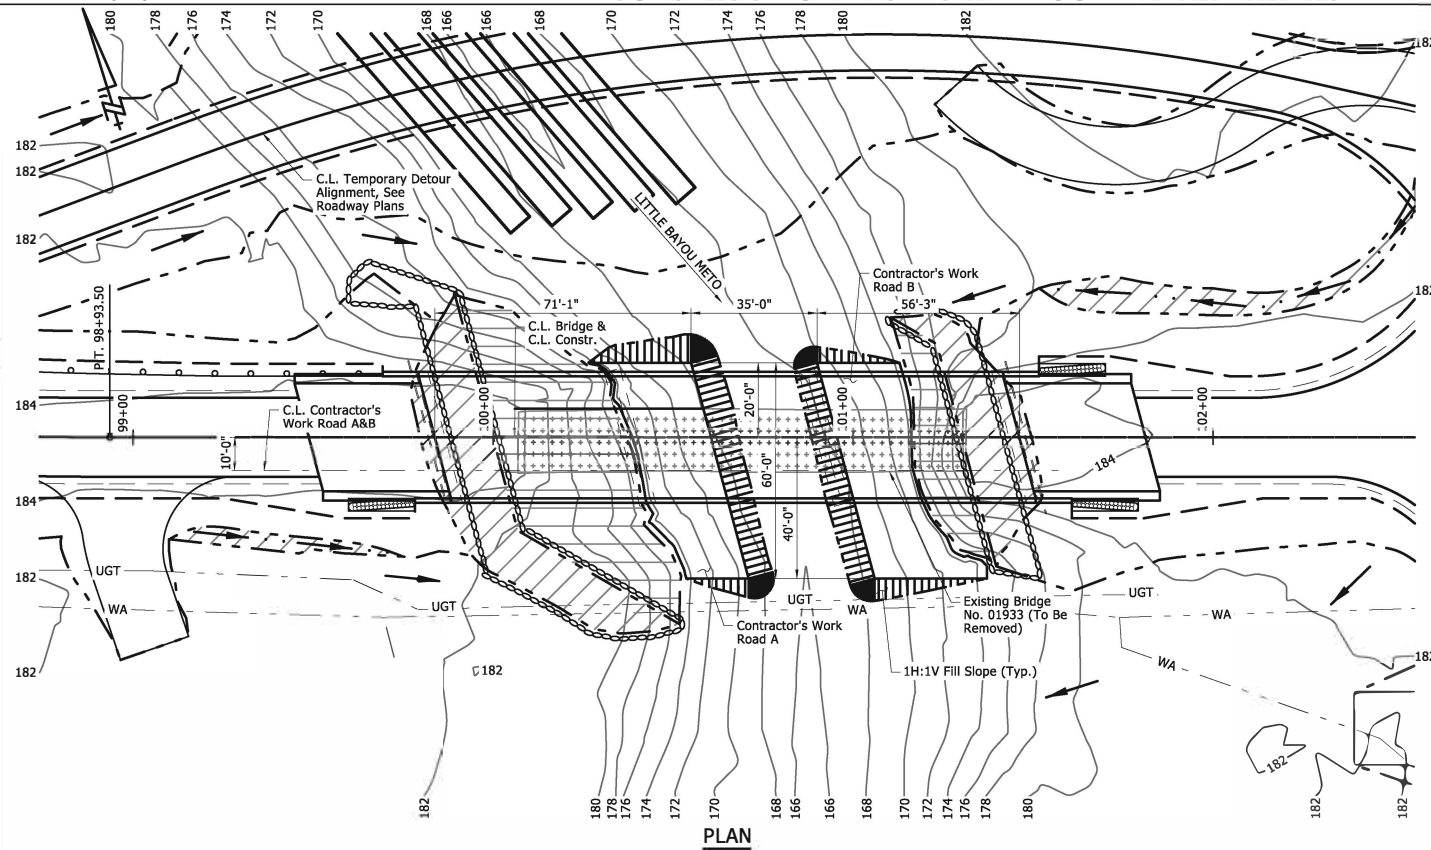 180 178 176 174 172 170 168 166 166 168 170 172 174 176 178 180 182
182
182
182
182
C.L. Temporary Detour
Alignment, See
Roadway Plans
LITTLE BAYOU METO
182
182
P.T. 98+93.50
Contractor's Work
Road B
71'-1"
35'-0"
56'-3"
C.L. Bridge &
C.L. Constr.
184
99+00
C.L. Contractor's
Work Road A&B
10'-0"
:00+00
20'-0"
:01+00
:02+00
60'-0"
184
184
40'-0"
182
UGT
WA
UGT
UGT
WA
UGT
WA
Existing Bridge
No. 01933 (To Be
Removed)
Contractor's Work
Road A
WA
182
182
182
1H:1V Fill Slope (Typ.)
182
182 180 178 176 174 172 170 168 166 166 168 170 172 174 176 178 180 182 182
PLAN